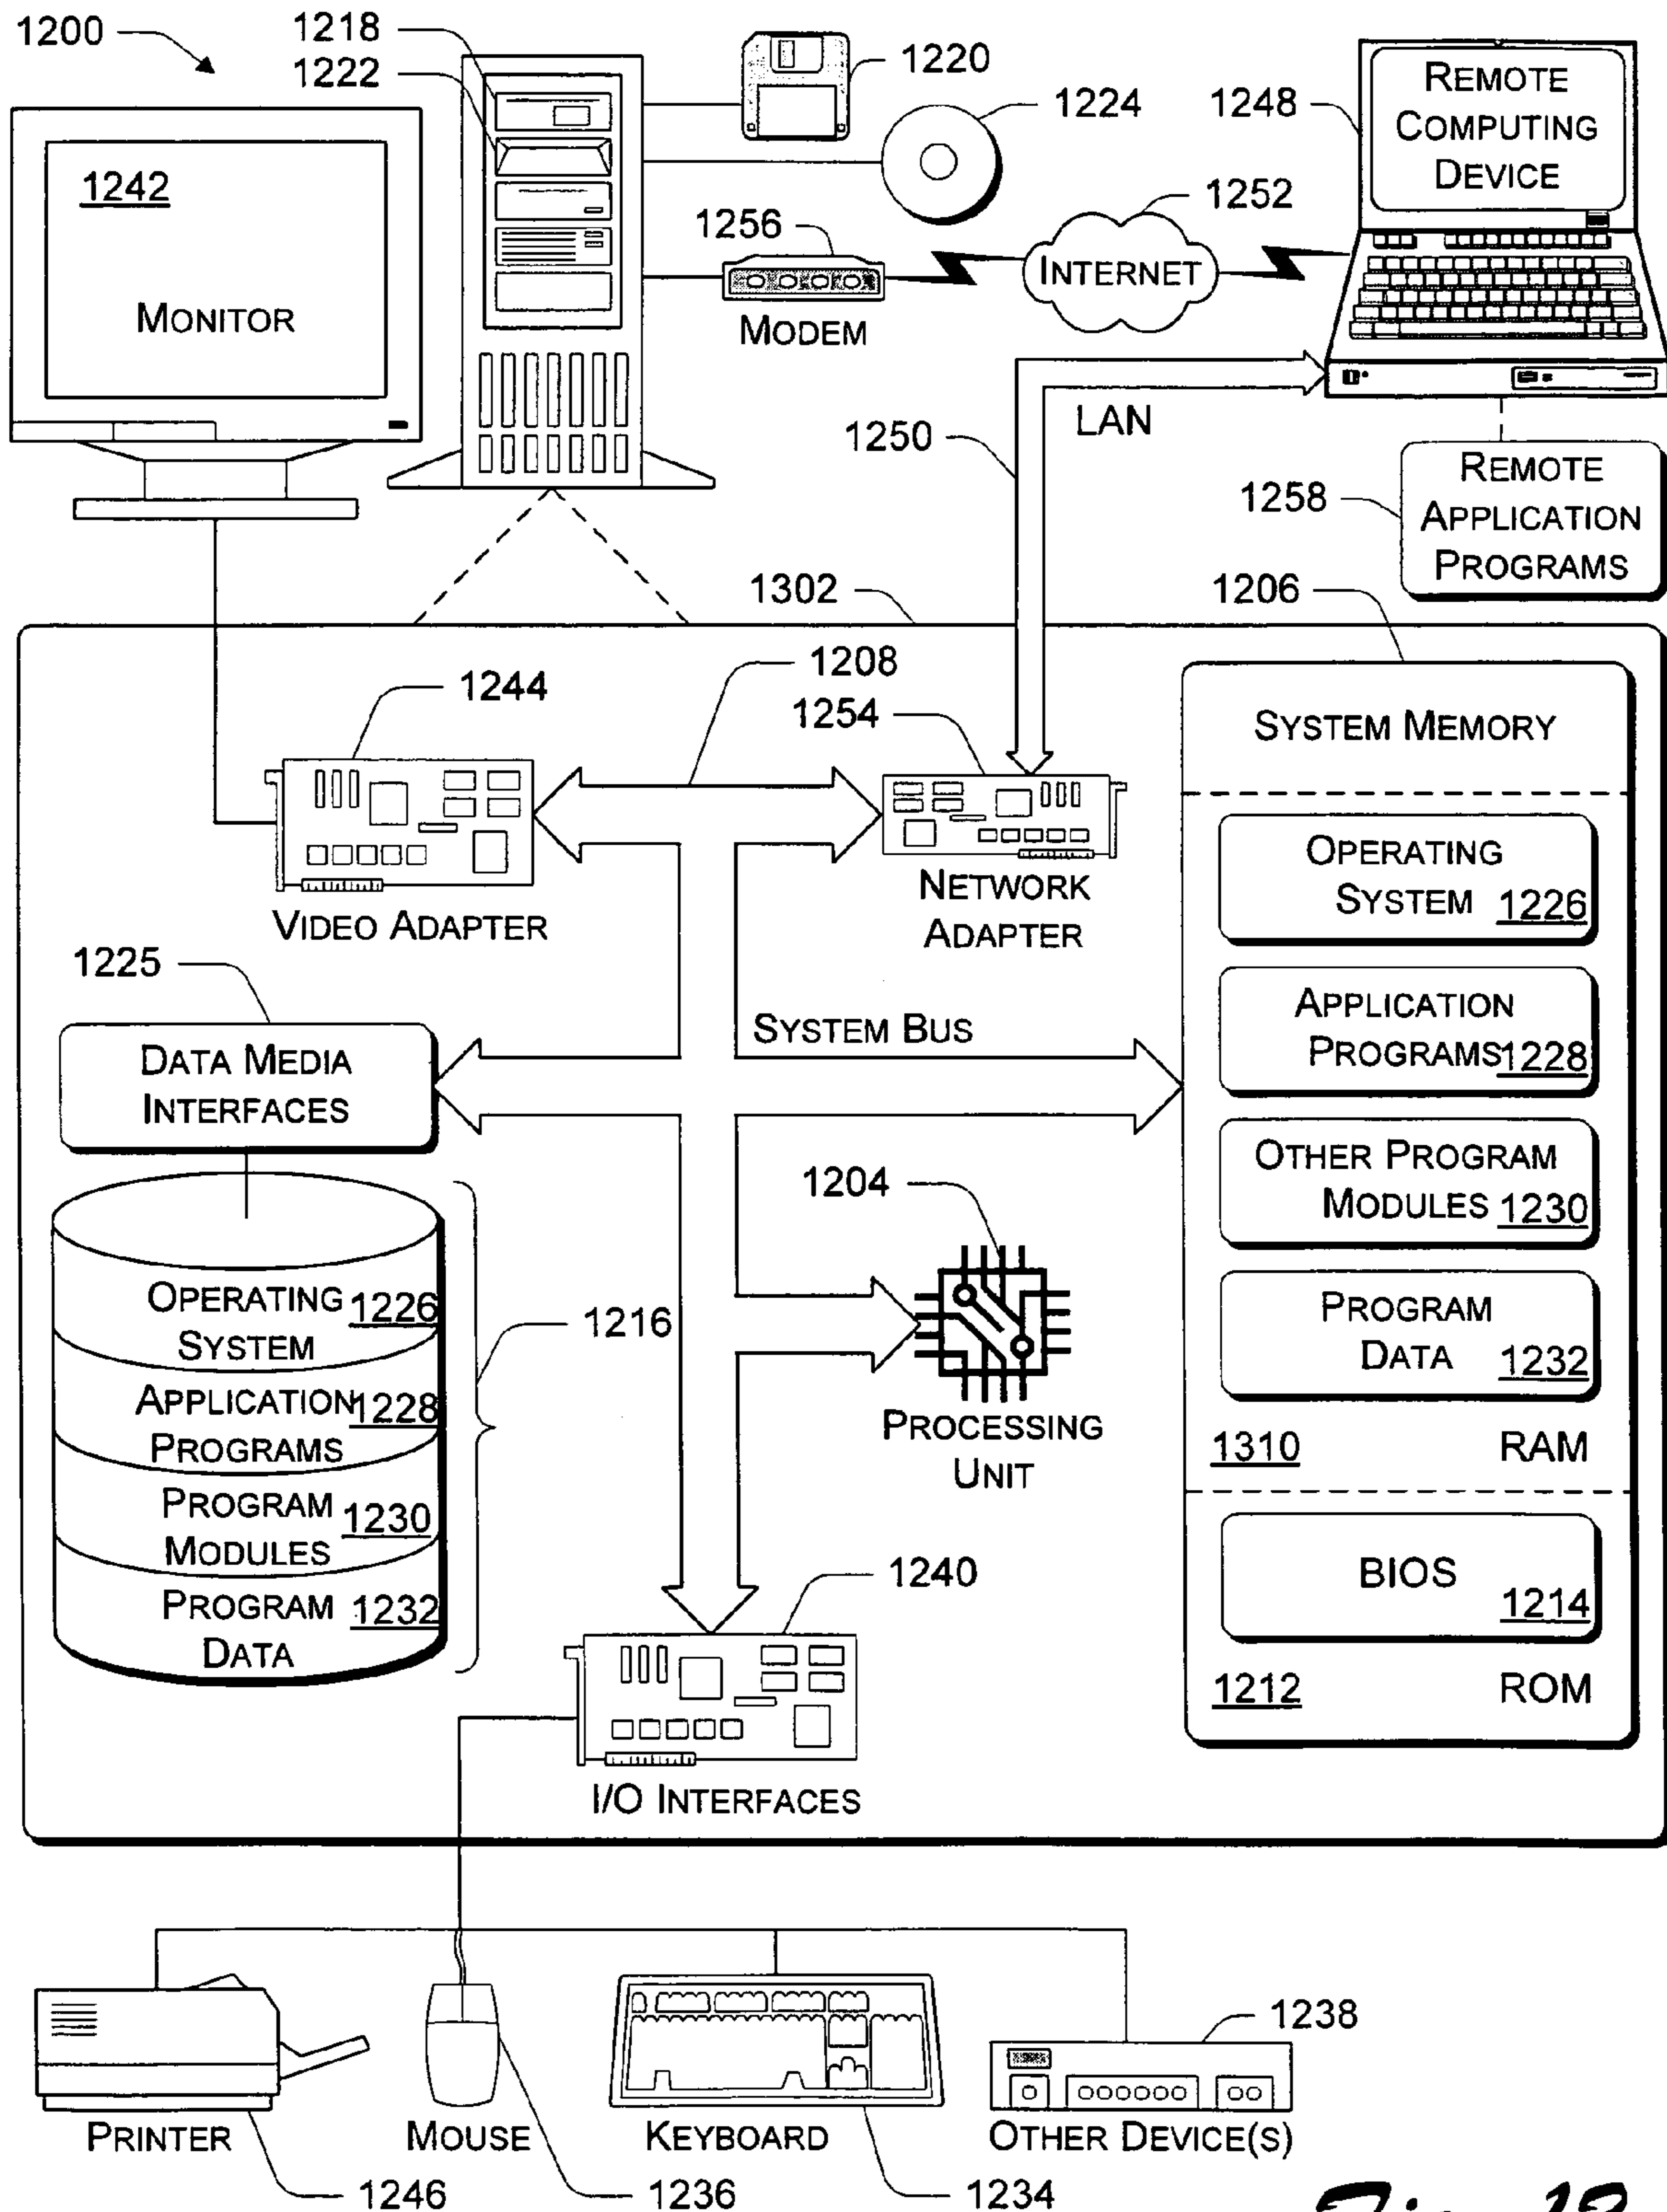 1200
1218
1222
1220
1224
1248
REMOTE
COMPUTING
DEVICE
1242
MONITOR
1256
MODEM
1252
INTERNET
LAN
1250
1258
REMOTE
APPLICATION
PROGRAMS
1302
1206
1208
1244
1254
VIDEO ADAPTER
NETWORK
ADAPTER
SYSTEM MEMORY
OPERATING
SYSTEM 1226
APPLICATION
PROGRAMS 1228
OTHER PROGRAM
MODULES 1230
PROGRAM
DATA 1232
1310 RAM
BIOS
1214
1212 ROM
1225
DATA MEDIA
INTERFACES
SYSTEM BUS
1204
PROCESSING
UNIT
OPERATING 1226
SYSTEM
APPLICATION 1228
PROGRAMS
PROGRAM 1230
MODULES
PROGRAM 1232
DATA
1216
1240
I/O INTERFACES
1238
PRINTER
MOUSE
KEYBOARD
OTHER DEVICE(S)
1246
1236
1234